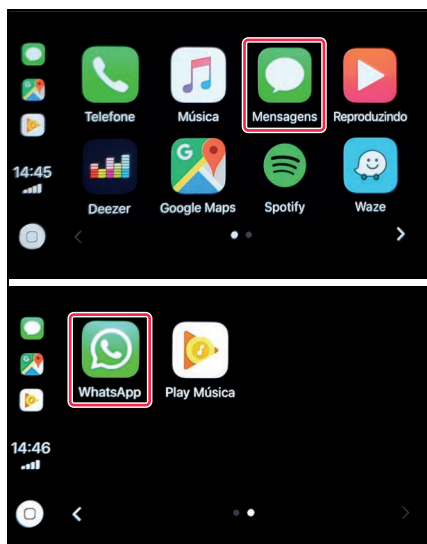 Telefone
Música
Mensagens
Reproduzindo
14:45
Deezer
Google Maps
Spotify
Waze
WhatsApp
Play Música
14:46